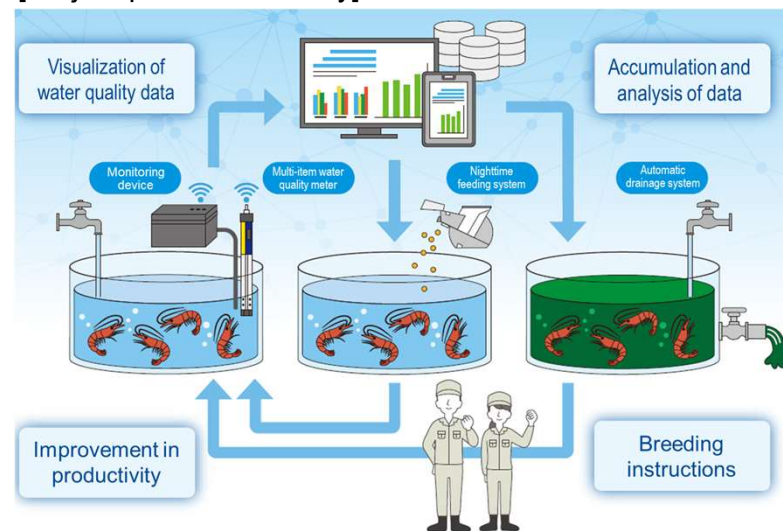 Visualization of
water quality data
Accumulation and
analysis of data
Monitoring
device
Multi-item water
quality meter
Nighttime
feeding system
Automatic
drainage system
Improvement in
productivity
Breeding
instructions